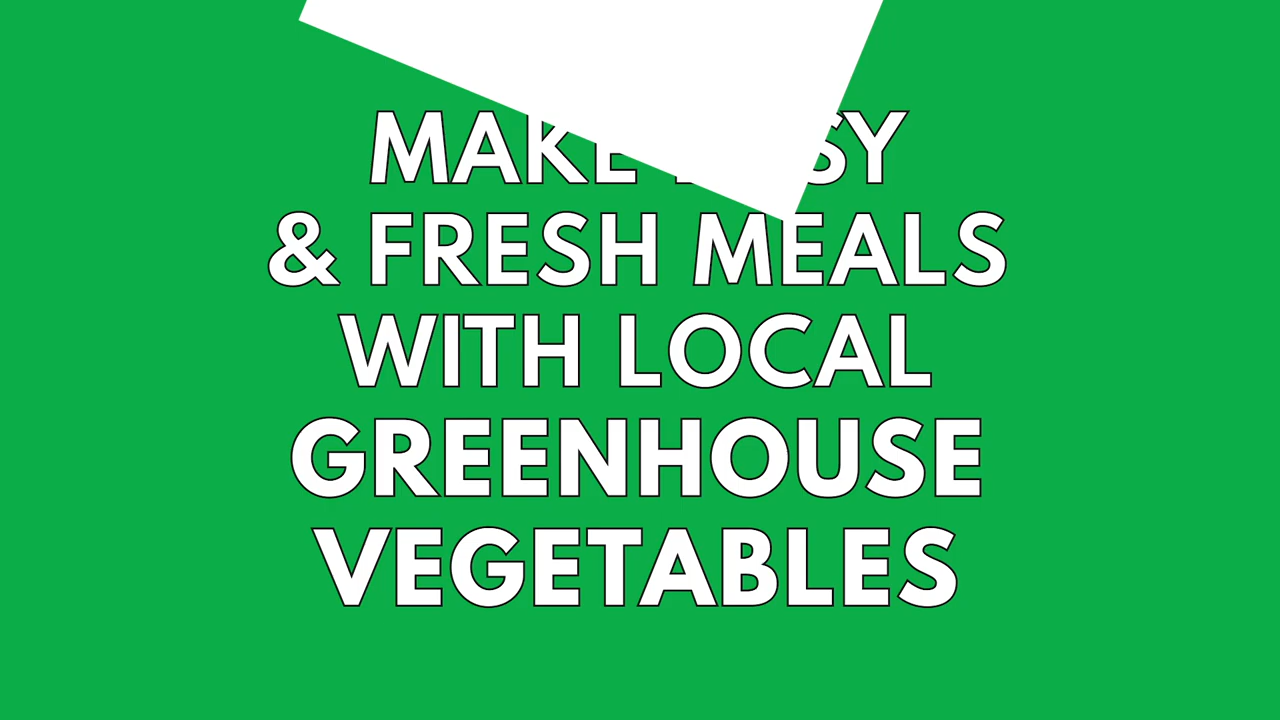 MAKE
& FRESH MEALS
WITH LOCAL
GREENHOUSE
VEGETABLES